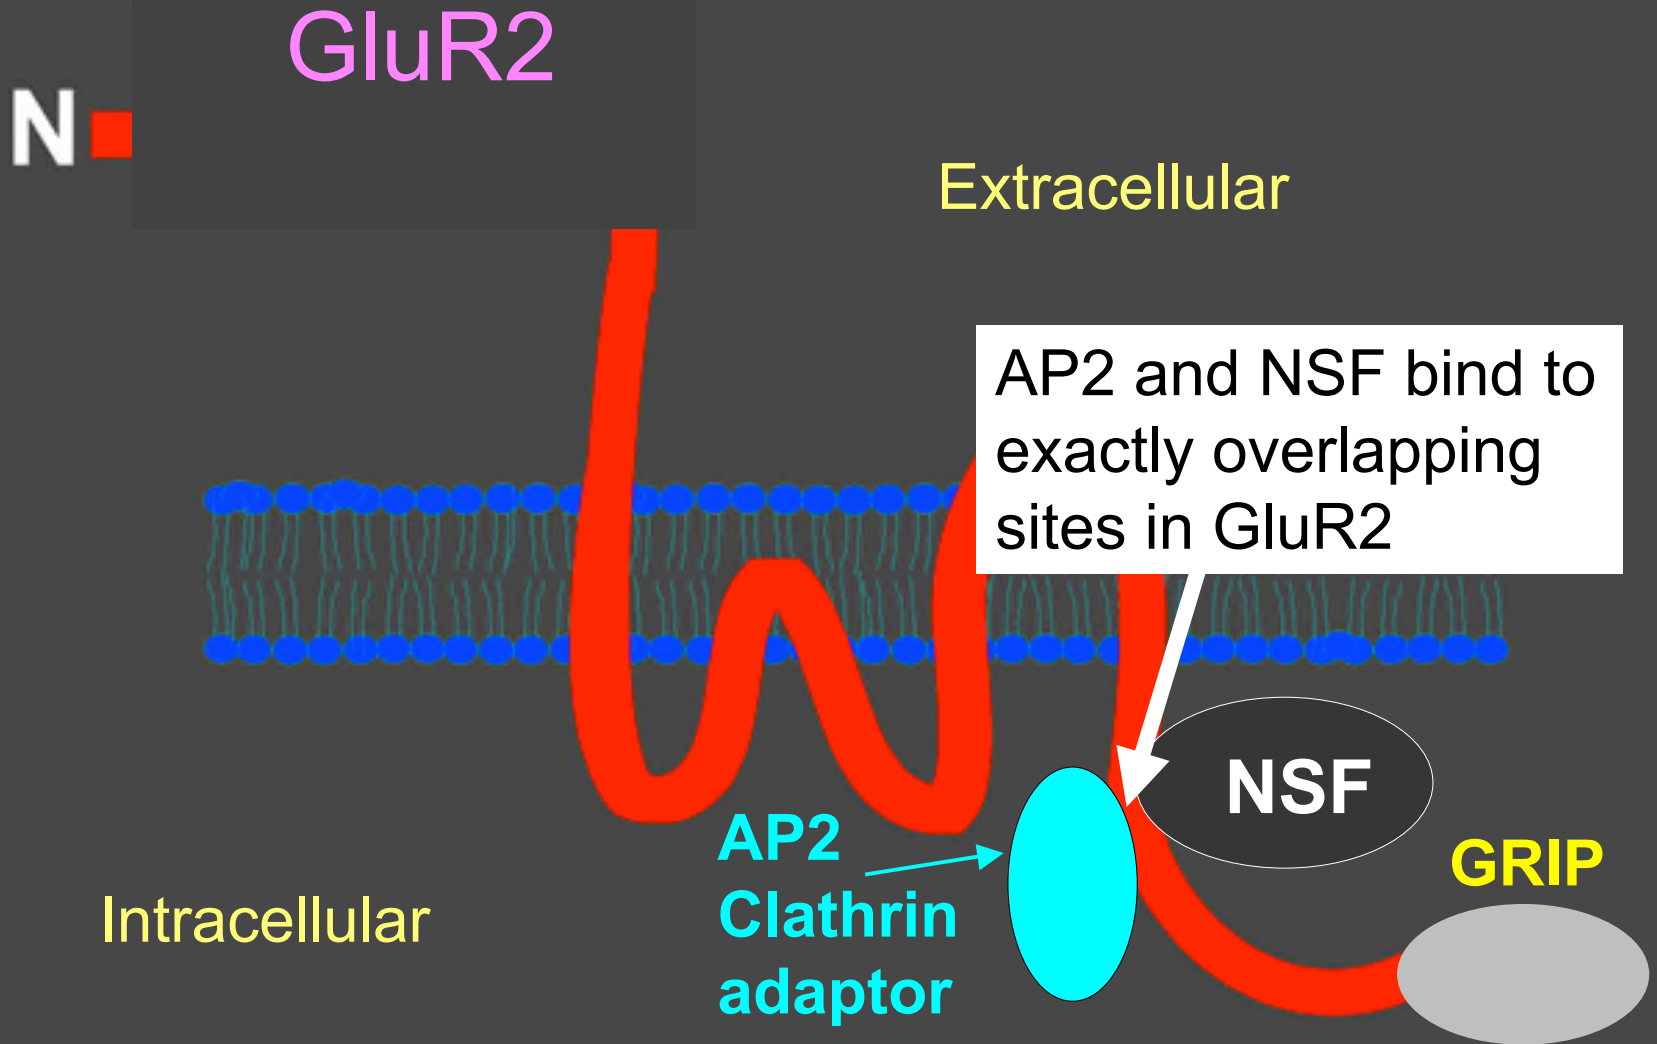 GluR2
N
Extracellular
AP2 and NSF bind to
exactly overlapping
sites in GluR2
NSF
AP2
Clathrin
adaptor
GRIP
Intracellular